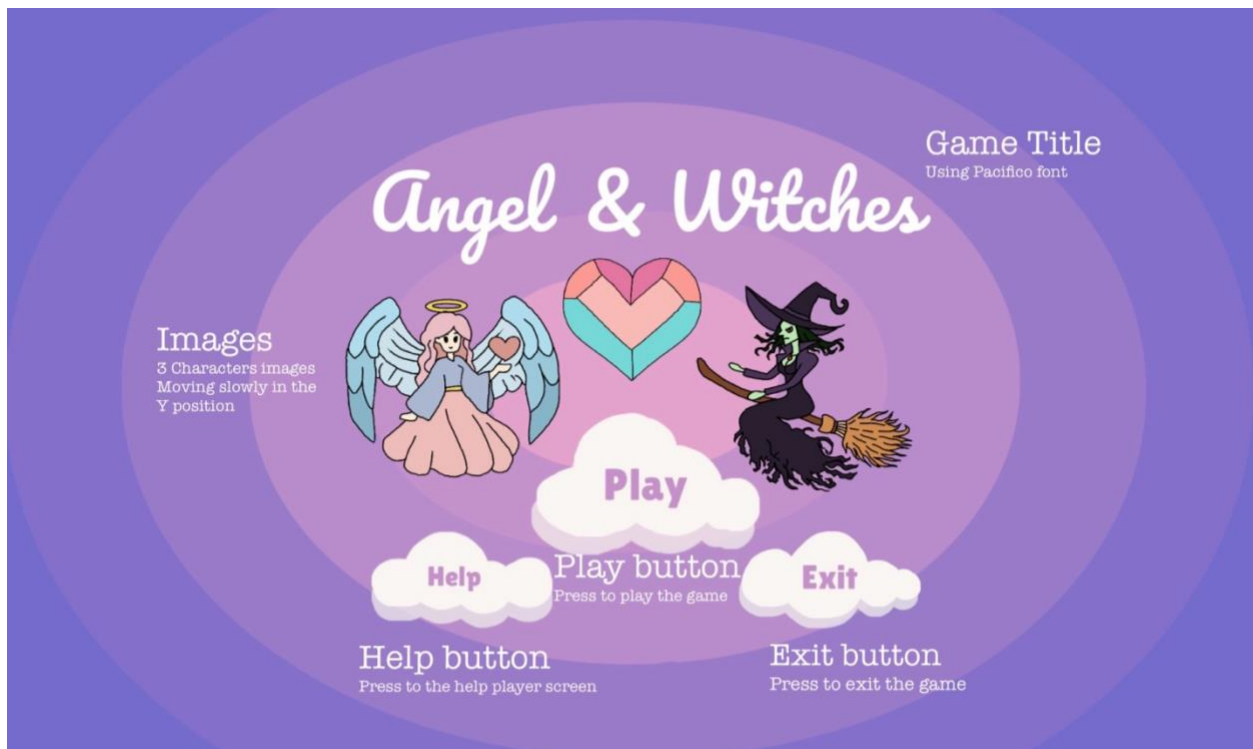 Game Title
Using Pacifico font
Angel & Witches
Images
3 Characters images
Moving slowly in the
Y position
Play
Help
Play button
Press to play the game
Exit
Help button
Press to the help player screen
Exit button
Press to exit the game